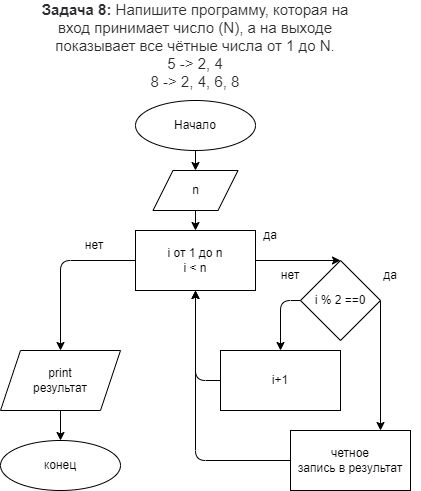 Задача 8: Напишите программу, которая на
вход принимает число (N), а на выходе
показывает все чётные числа от 1 до N.
5 -> 2, 4
8 -> 2, 4, 6, 8
Начало
n
i от 1 до n
i < n
нет
да
i % 2 ==0
нет
да
print
результат
i+1
конец
четное
запись в результат